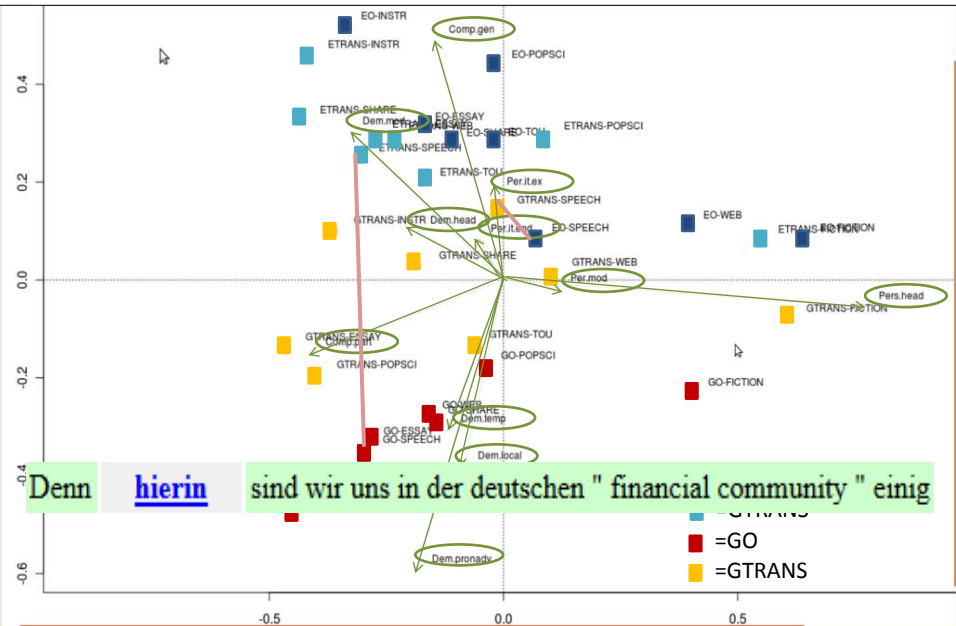 EO-INSTR
Comp.gen
ETRANS-INSTR
EO-POPSCI
0.4
ETRANS-SHARE
Dem.mod
EO-ESSAY
EO-SHARE
EO-TOU
ETRANS-POPSCI
ETRANS-SPEECH
ETRANS-TOU
0.2
Per.it.ex
GTRANS-SPEECH
GTRANS-INSTR
Dem.head
Per.it.end
EO-SPEECH
EO-WEB
ETRANS-FICTION
EO-FICTION
GTRANS-SHARE
GTRANS-WEB
0.0
Per.mod
Pers.head
GTRANS-FICTION
GTRANS-ESSAY
Comp.part
GTRANS-TOU
GO-POPSCI
GTRANS-POPSCI
-0.2
GO-FICTION
GO-WEB
GO-SHARE
Dem.temp
GO-ESSAY
GO-SPEECH
Dem.local
-0.4
Denn hierin sind wir uns in der deutschen " financial community " einig
=GTRANS
=GO
=GTRANS
Dem.pronadv
-0.6
-0.5 0.0 0.5